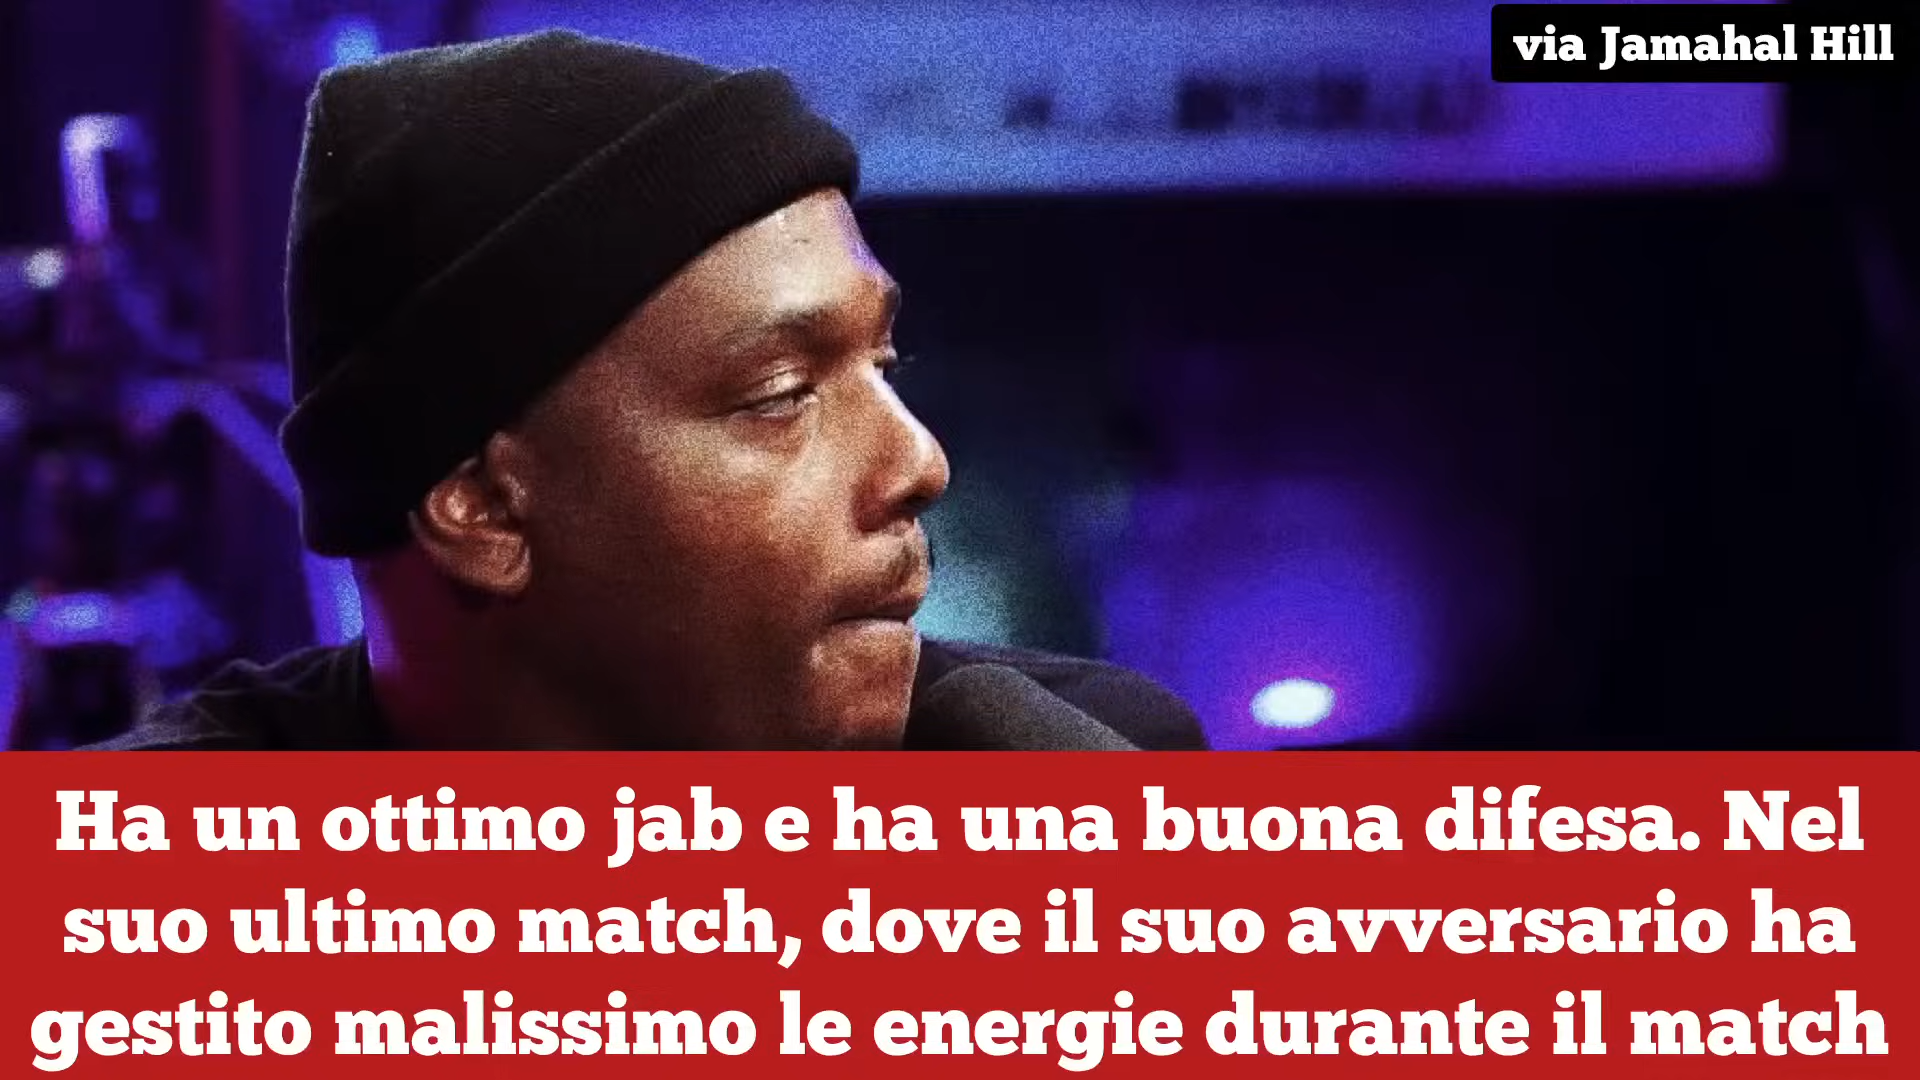 via Jamahal Hill
Ha un ottimo jab e ha una buona difesa. Nel
suo ultimo match, dove il suo avversario ha
gestito malissimo le energie durante il match